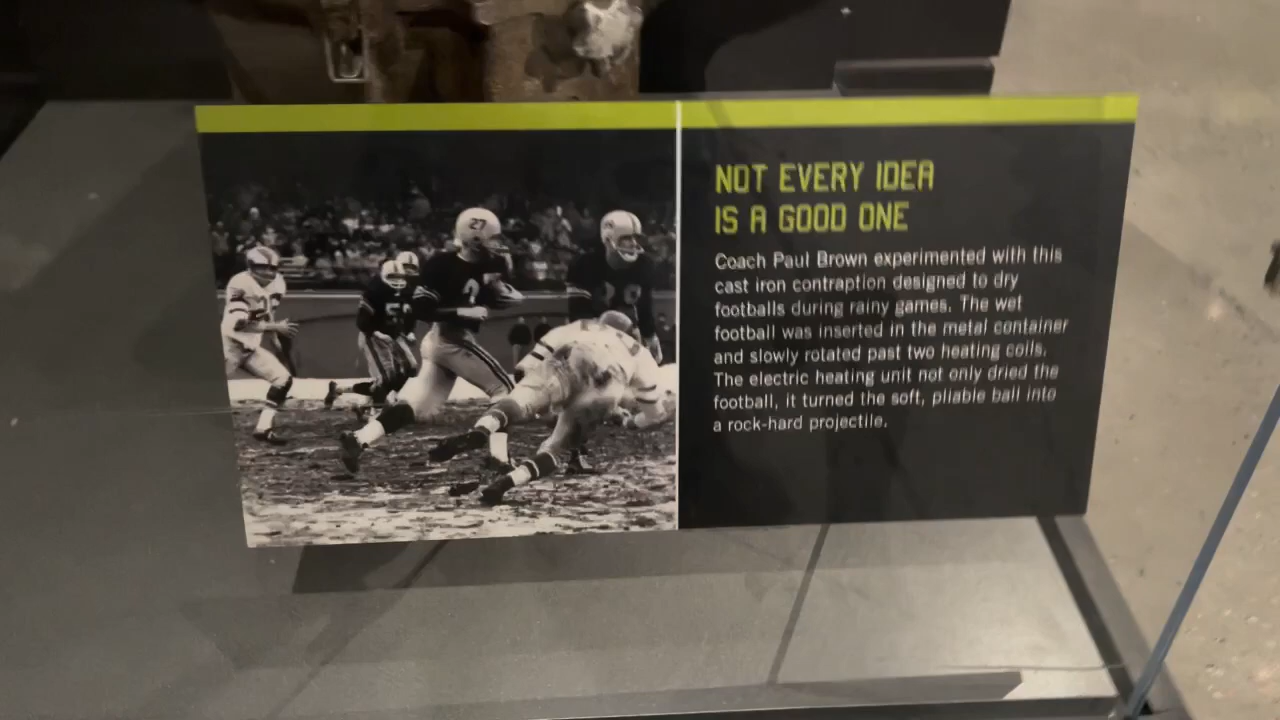 NOT EVERY IDEA
IS A GOOD ONE
Coach Paul Brown experimented with this
cast iron contraption designed to dry
footballs during rainy games. The wet
football was inserted in the metal container
and slowly rotated past two heating coils.
The electric heating unit not only dried the
football, it turned the soft, pliable ball into
a rock-hard projectile.
27